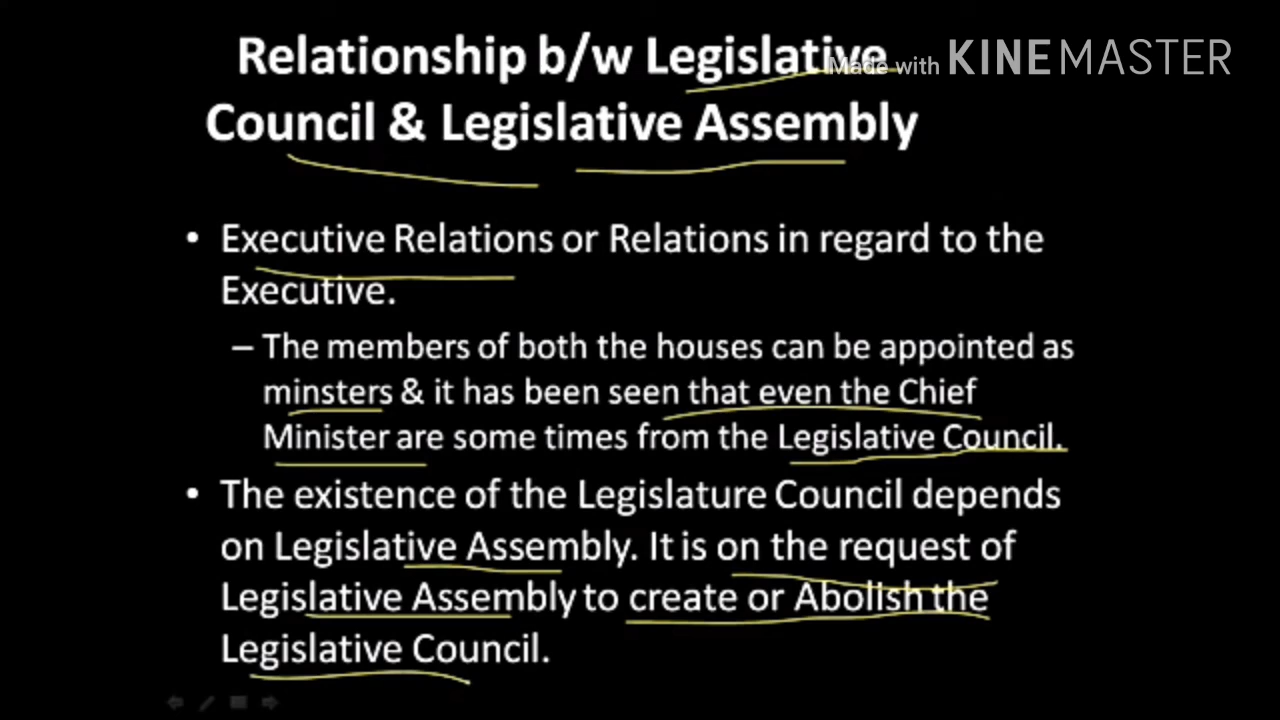 Relationship b/w Legislative
Made with KINEMASTER
Council & Legislative Assembly
• Executive Relations or Relations in regard to the
Executive.
– The members of both the houses can be appointed as
minsters & it has been seen that even the Chief
Minister are some times from the Legislative Council.
• The existence of the Legislature Council depends
on Legislative Assembly. It is on the request of
Legislative Assembly to create or Abolish the
Legislative Council.